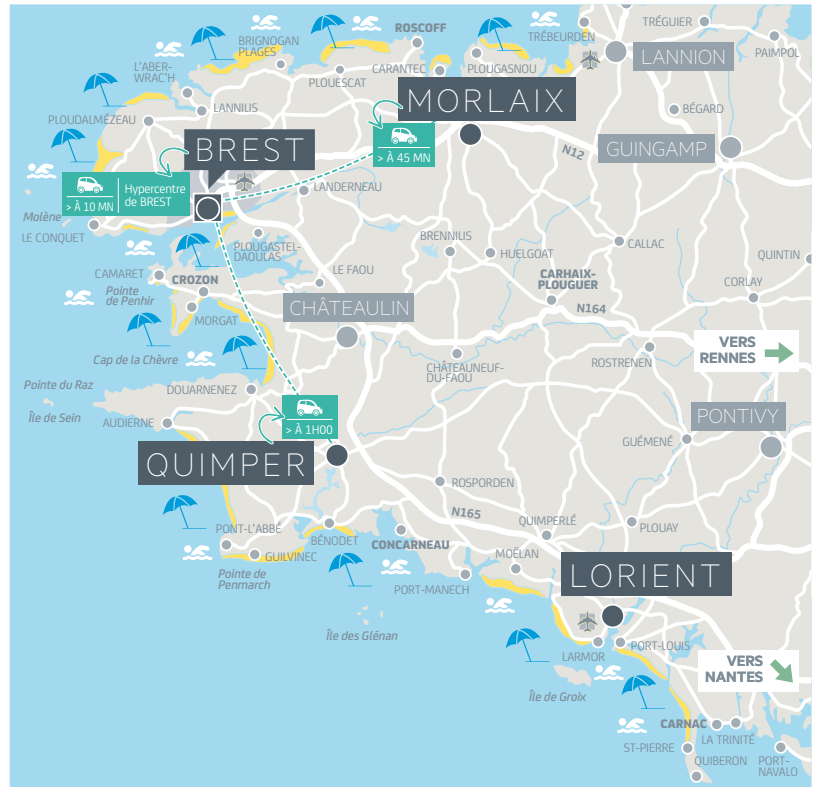 TRÉGUIER
ROSCOFF
TRÉBEURDEN
BRIGNOGAN
PLAGES
LANNION
PAIMPOL
L'ABER-
WRAC'H
PLOUESCAT
CARANTEC
PLOUGASNOU
LANNILIS
MORLAIX
BÉGARD
PLOUDALMÉZEAU
BREST
> À 45 MN
N12
GUINGAMP
> À 10 MN
Hypercentre
de BREST
LANDERNEAU
Molène
LE CONQUET
PLOUGASTEL-
DAOULAS
BRENNILIUS
HUELGOAT
CALLAC
QUINTIN
CAMARET
CROZON
LE FAOU
CARHAIX-
PLOUGUER
CORLAY
Pointe
de Penhir
MORGAT
CHÂTEAULIN
N164
VERS
RENNES
Cap de la Chèvre
CHÂTEAUNEUF-
DU-FAOU
ROSTRENEN
Pointe du Raz
DOUARNENEZ
Île de Sein
AUDIERNE
> À 1H00
PONTIVY
GUÉMENÉ
QUIMPER
ROSPORDEN
N165
QUIMPERLÉ
PLOUAY
PONT-L'ABBÉ
BÉNODET
CONCARNEAU
GUILVINEC
MOËLAN
Pointe de
Penmarch
PORT-MANECH
LORIENT
Île des Glénan
LARMOR
PORT-LOUIS
VERS
NANTES
Île de Groix
CARNAC
ST-PIERRE
LA TRINITÉ
QUIBERON
PORT-
NAVALO